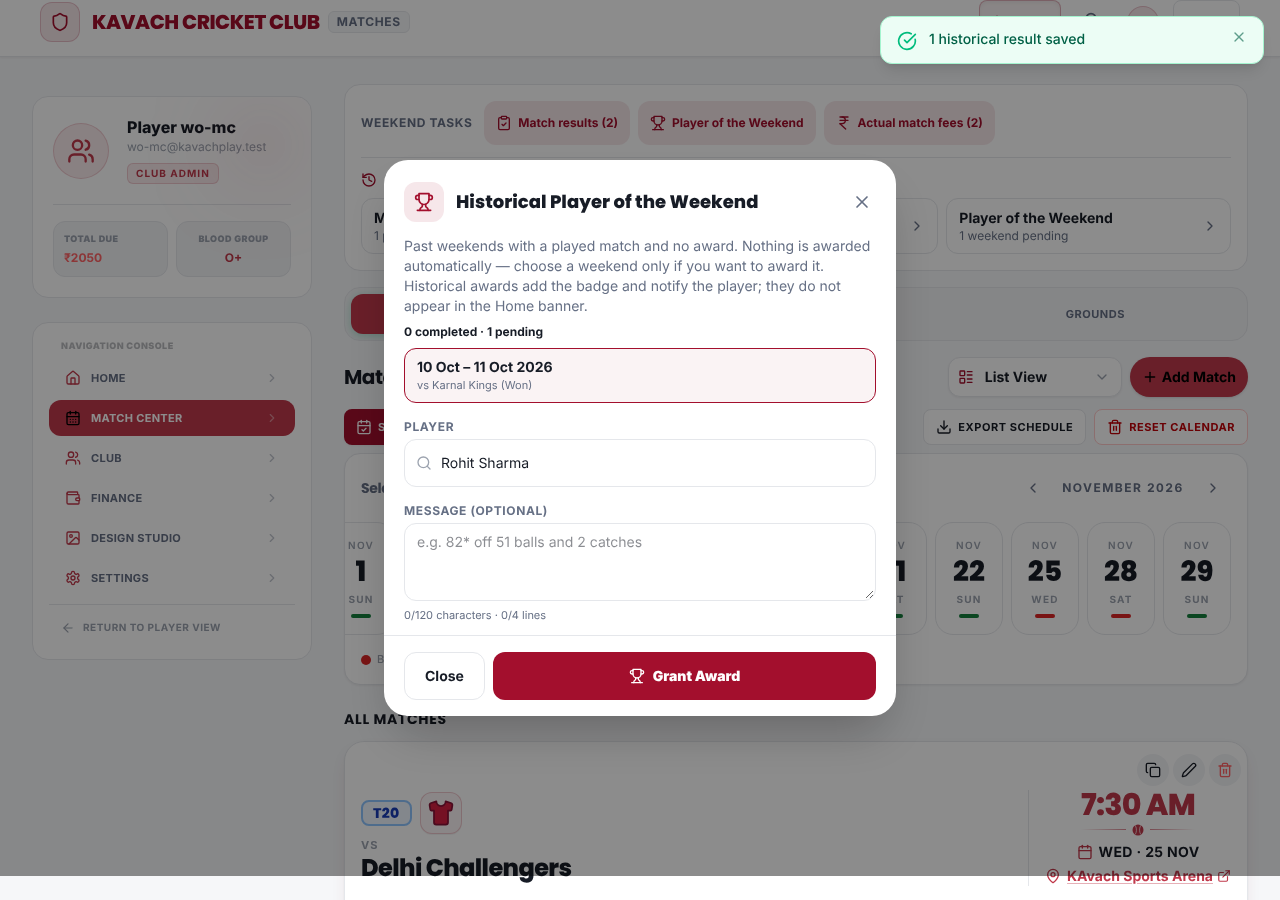 KAVACH CRICKET CLUB
MATCHES
1 historical result saved
Player wo-mc
wo-mc@kavachplay.test
CLUB ADMIN
TOTAL DUE
₹2050
BLOOD GROUP
O+
NAVIGATION CONSOLE
HOME
MATCH CENTER
CLUB
FINANCE
DESIGN STUDIO
SETTINGS
RETURN TO PLAYER VIEW
WEEKEND TASKS
Match results (2)
Player of the Weekend
Actual match fees (2)
Player of the Weekend
1 weekend pending
GROUNDS
List View
Add Match
EXPORT SCHEDULE
RESET CALENDAR
NOVEMBER 2026
NOV
1
SUN
NOV
22
SUN
NOV
25
WED
NOV
28
SAT
NOV
29
SUN
Historical Player of the Weekend
Past weekends with a played match and no award. Nothing is awarded
automatically — choose a weekend only if you want to award it.
Historical awards add the badge and notify the player; they do not
appear in the Home banner.
0 completed · 1 pending
10 Oct – 11 Oct 2026
vs Karnal Kings (Won)
PLAYER
Rohit Sharma
MESSAGE (OPTIONAL)
e.g. 82* off 51 balls and 2 catches
0/120 characters · 0/4 lines
Close
Grant Award
ALL MATCHES
T20
VS
Delhi Challengers
7:30 AM
WED · 25 NOV
KAvach Sports Arena